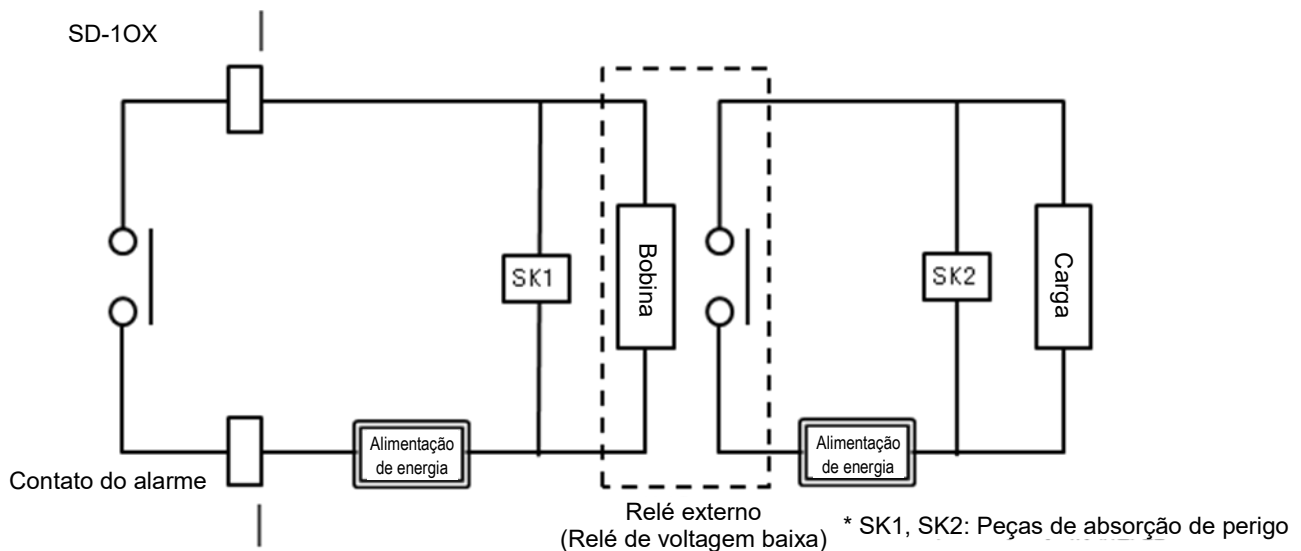 SD-1OX
SK1
Bobina
SK2
Carga
Alimentação
de energia
Alimentação
de energia
Contato do alarme
Relé externo
(Relé de voltagem baixa)
* SK1, SK2: Peças de absorção de perigo